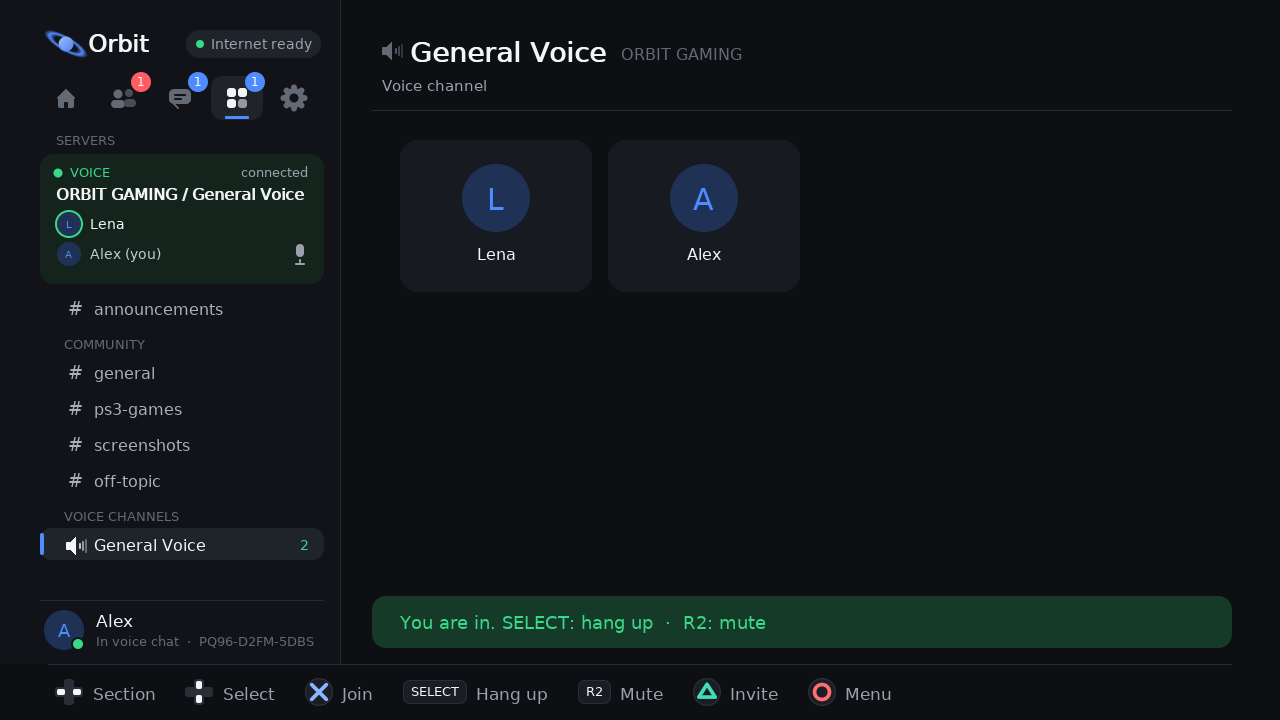 Orbit
Internet ready
1
1
1
SERVERS
VOICE
connected
ORBIT GAMING / General Voice
L
Lena
A
Alex (you)
# announcements
COMMUNITY
# general
# ps3-games
# screenshots
# off-topic
VOICE CHANNELS
General Voice
2
A
Alex
In voice chat · PQ96-D2FM-5DBS
General Voice ORBIT GAMING
Voice channel
L
Lena
A
Alex
You are in. SELECT: hang up · R2: mute
Section
Select
Join
SELECT Hang up
R2 Mute
Invite
Menu